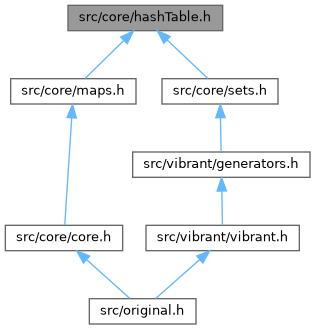 src/core/hashTable.h
src/core/maps.h
src/core/sets.h
src/vibrant/generators.h
src/core/core.h
src/vibrant/vibrant.h
src/original.h